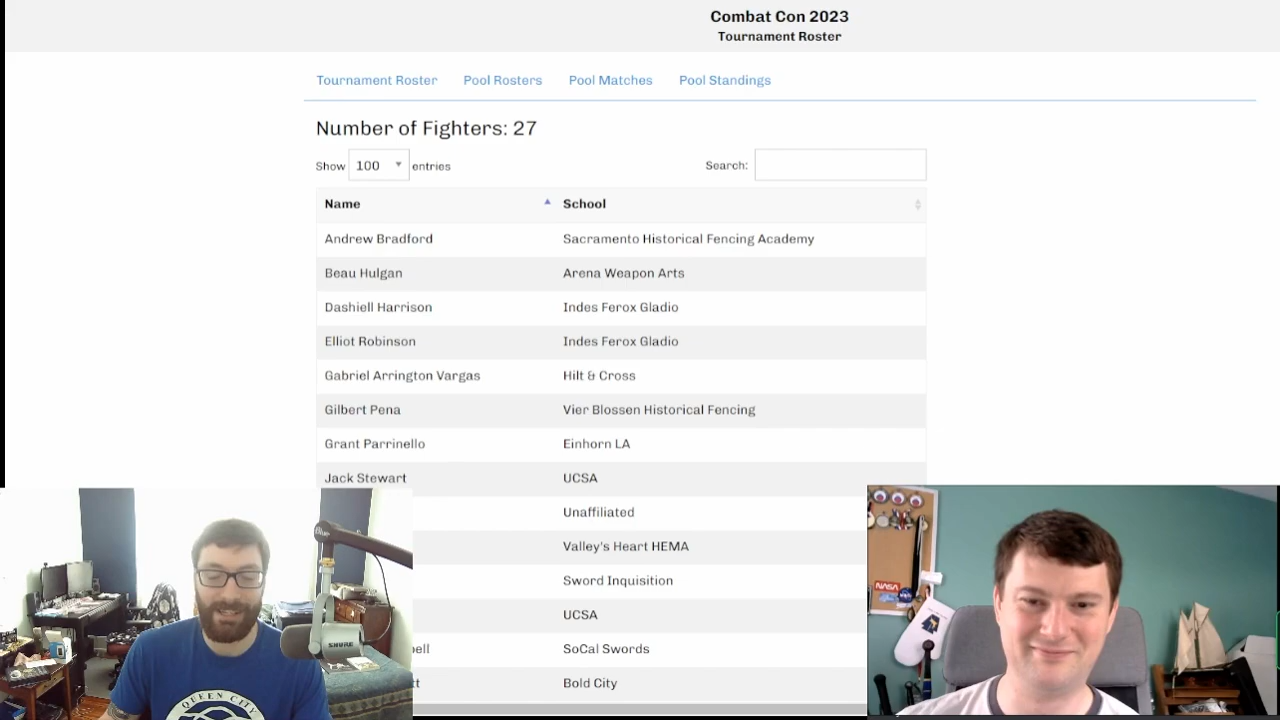 Combat Con 2023
Tournament Roster
Tournament Roster Pool Rosters Pool Matches Pool Standings
Number of Fighters: 27
Show 100 entries Search:
Name School
Andrew Bradford Sacramento Historical Fencing Academy
Beau Hulgan Arena Weapon Arts
Dashiell Harrison Indes Ferox Gladio
Elliot Robinson Indes Ferox Gladio
Gabriel Arrington Vargas Hilt & Cross
Gilbert Pena Vier Blossen Historical Fencing
Grant Parrinello Einhorn LA
Jack Stewart UCSA
Unaffiliated
Valley's Heart HEMA
Sword Inquisition
UCSA
ell SoCal Swords
t Bold City
SHURE
QUEEN CITY
NASA